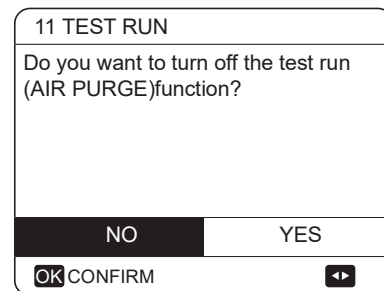 11 TEST RUN
Do you want to turn off the test run
(AIR PURGE)function?
NO YES
OK CONFIRM